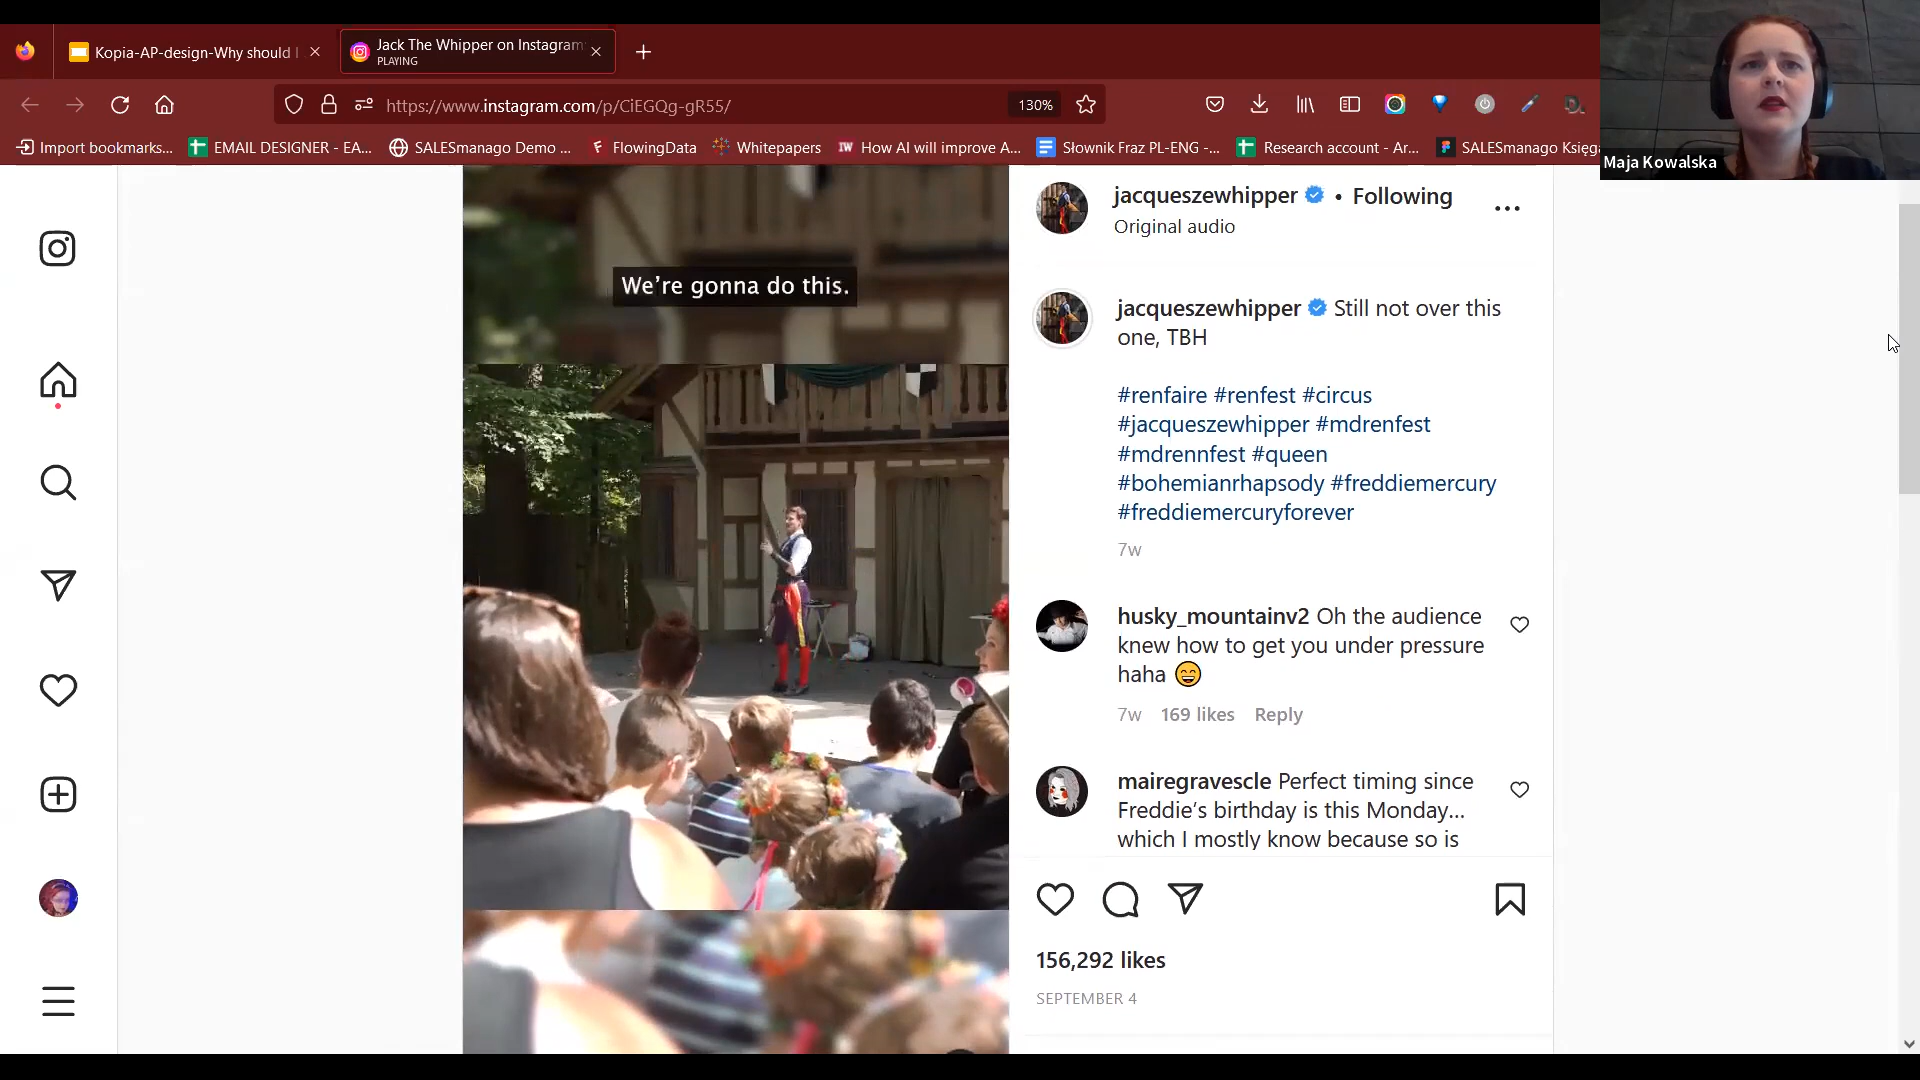 Kopia-AP-design-Why should I
Jack The Whipper on Instagram:
PLAYING
https://www.instagram.com/p/CiEGQg-gR55/
130%
Import bookmarks...
EMAIL DESIGNER - EA...
SALESmanago Demo ...
FlowingData
Whitepapers
IW
How AI will improve A...
Słownik Fraz PL-ENG -...
Research account - Ar...
SALESmanago Księg
Maja Kowalska
We're gonna do this.
jacqueszewhipper • Following
Original audio
jacqueszewhipper Still not over this
one, TBH
#renfaire #renfest #circus
#jacqueszewhipper #mdrenfest
#mdrennfest #queen
#bohemianrhapsody #freddiemercury
#freddiemercuryforever
7w
husky_mountainv2 Oh the audience
knew how to get you under pressure
haha 😄
7w 169 likes Reply
mairegravescle Perfect timing since
Freddie's birthday is this Monday...
which I mostly know because so is
156,292 likes
SEPTEMBER 4